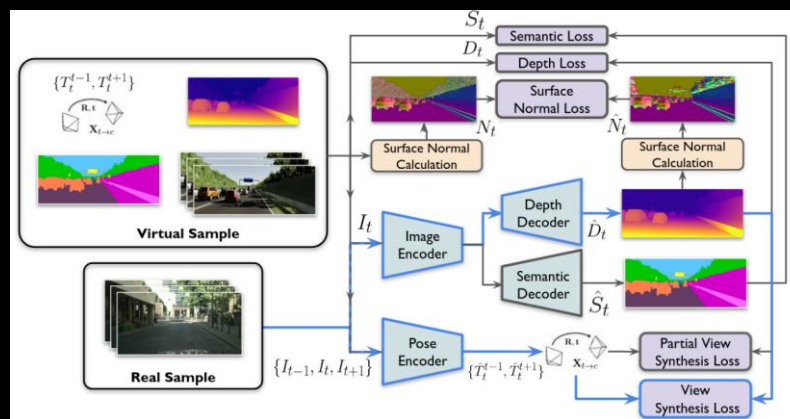 S_t
Semantic Loss
D_t
Depth Loss
{T_t^{t-1}, T_t^{t+1}}
R, t
X_{t→c}
Surface
Normal Loss
N_t
N̂_t
Surface Normal
Calculation
Surface Normal
Calculation
Virtual Sample
I_t
Image
Encoder
Depth
Decoder
D̂_t
Semantic
Decoder
Ŝ_t
Real Sample
{I_{t-1}, I_t, I_{t+1}}
Pose
Encoder
{T̂_t^{t-1}, T̂_t^{t+1}}
R, t
X_{t→c}
Partial View
Synthesis Loss
View
Synthesis Loss